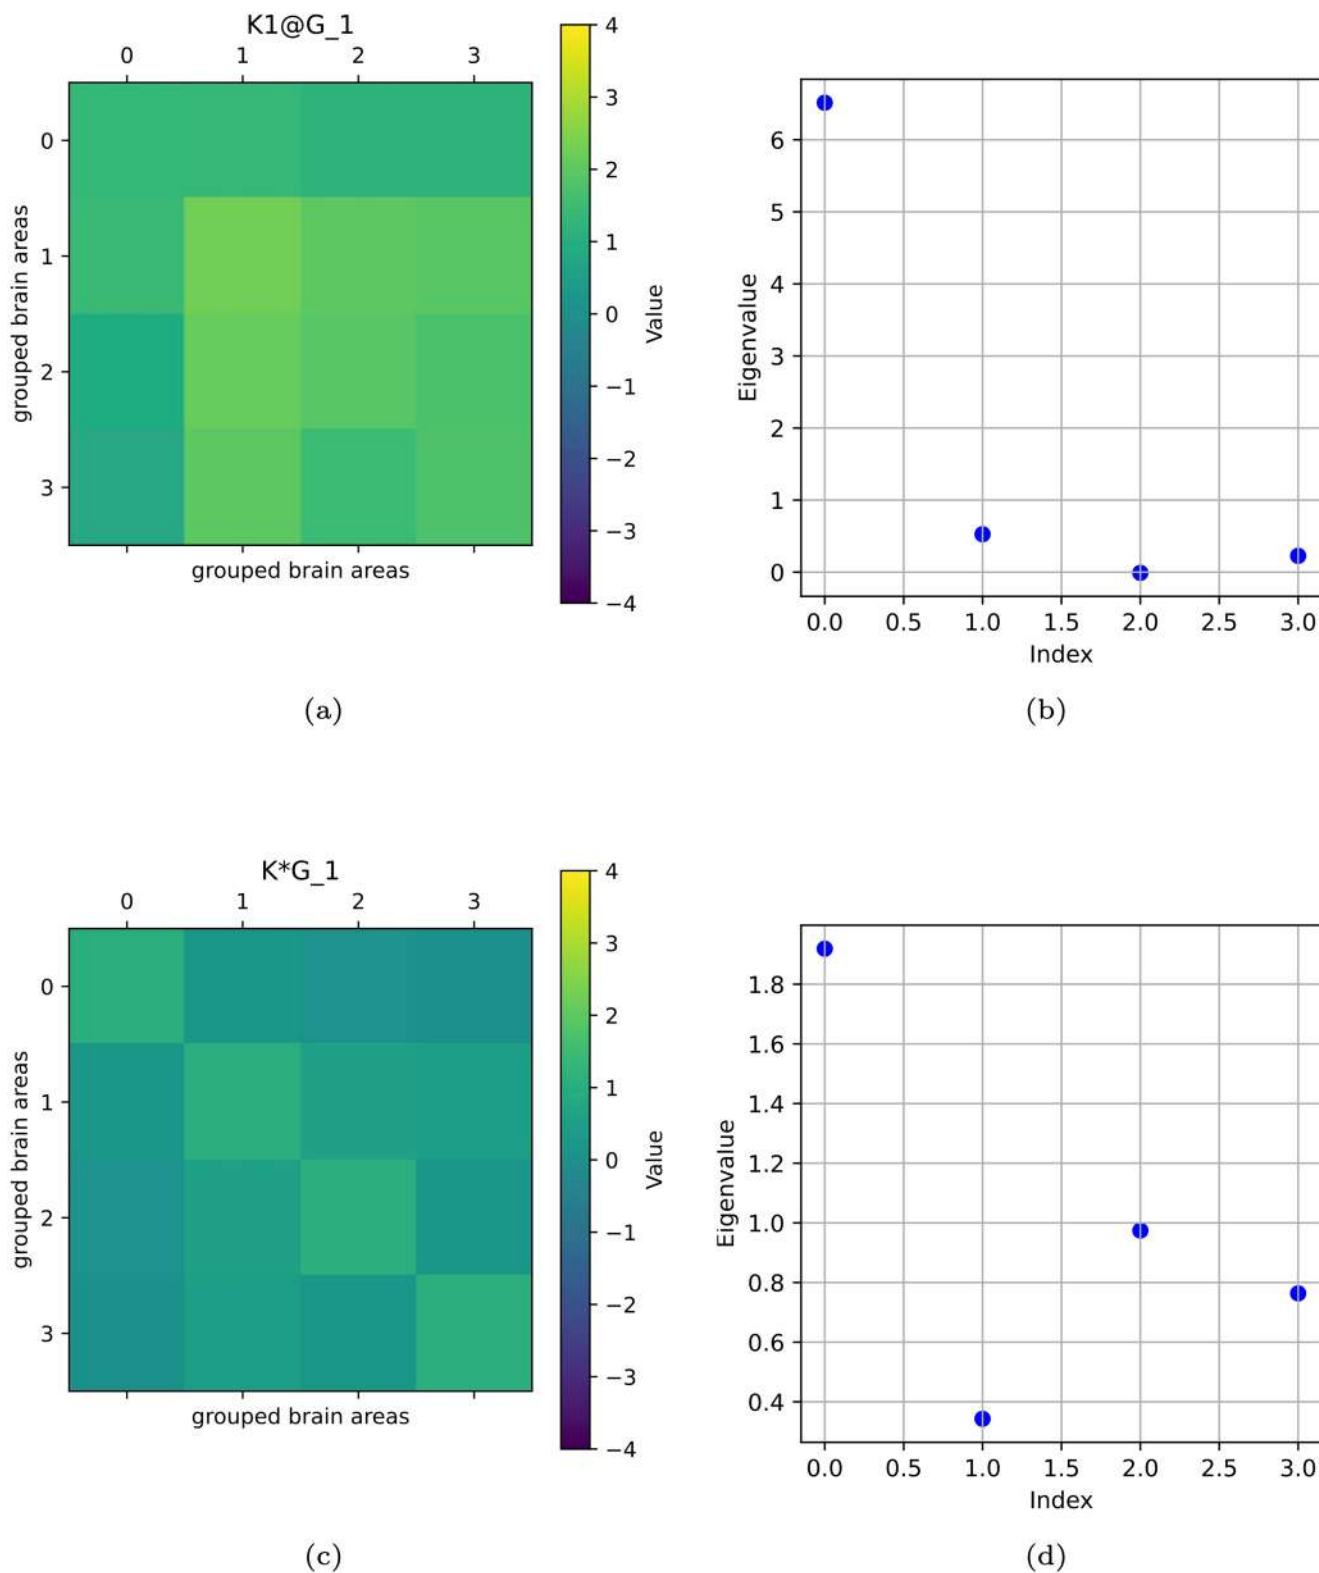 K1@G_1
0 1 2 3
0
1
2
3
grouped brain areas
grouped brain areas
4
3
2
1
0
−1
−2
−3
−4
Value
6
5
4
3
2
1
0
Eigenvalue
0.0 0.5 1.0 1.5 2.0 2.5 3.0
Index
(a)
(b)
K*G_1
0 1 2 3
0
1
2
3
grouped brain areas
grouped brain areas
4
3
2
1
0
−1
−2
−3
−4
Value
1.8
1.6
1.4
1.2
1.0
0.8
0.6
0.4
Eigenvalue
0.0 0.5 1.0 1.5 2.0 2.5 3.0
Index
(c)
(d)